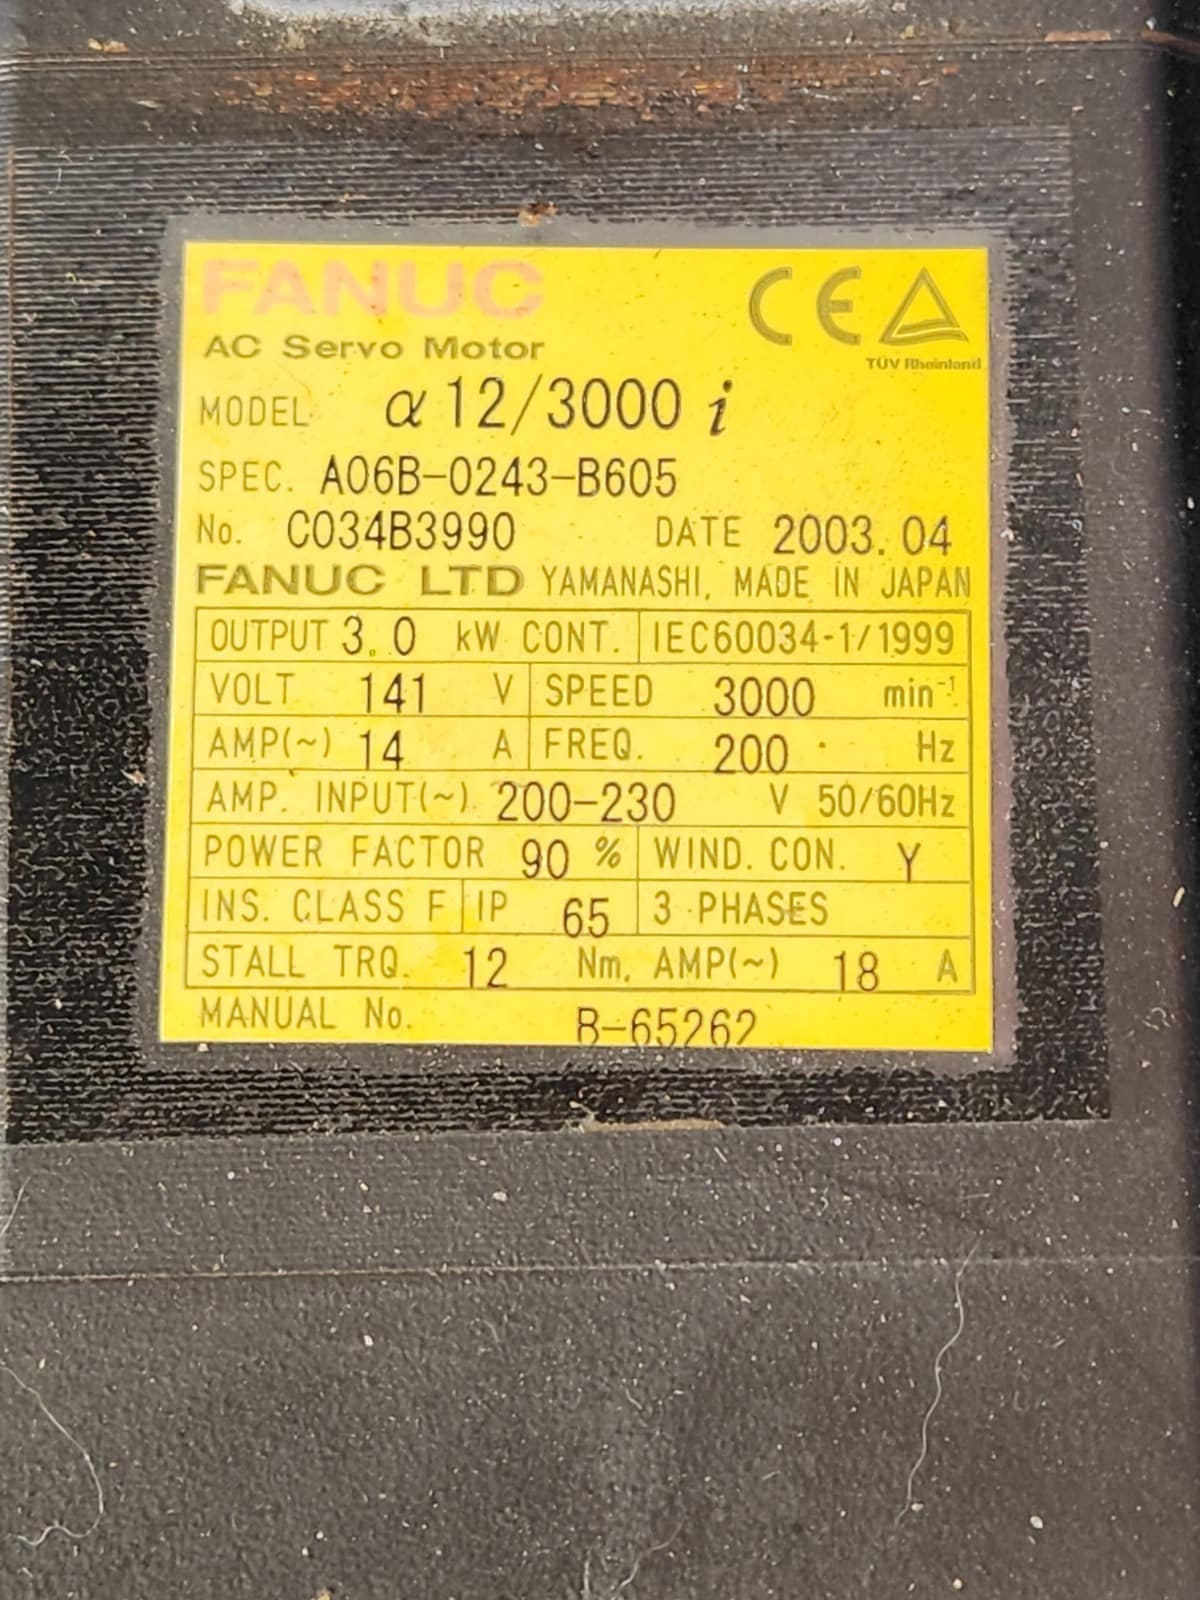 FANUC
CE
AC Servo Motor
TÜV Rheinland
MODEL α12/3000 i
SPEC. A06B-0243-B605
No. C034B3990 DATE 2003.04
FANUC LTD YAMANASHI, MADE IN JAPAN
OUTPUT 3.0 kW CONT. IEC60034-1/1999
VOLT 141 V SPEED 3000 min⁻¹
AMP(~) 14 A FREQ. 200 Hz
AMP. INPUT(~) 200-230 V 50/60Hz
POWER FACTOR 90 % WIND. CON. Y
INS. CLASS F IP 65 3 PHASES
STALL TRQ. 12 Nm, AMP(~) 18 A
MANUAL No. B-65262